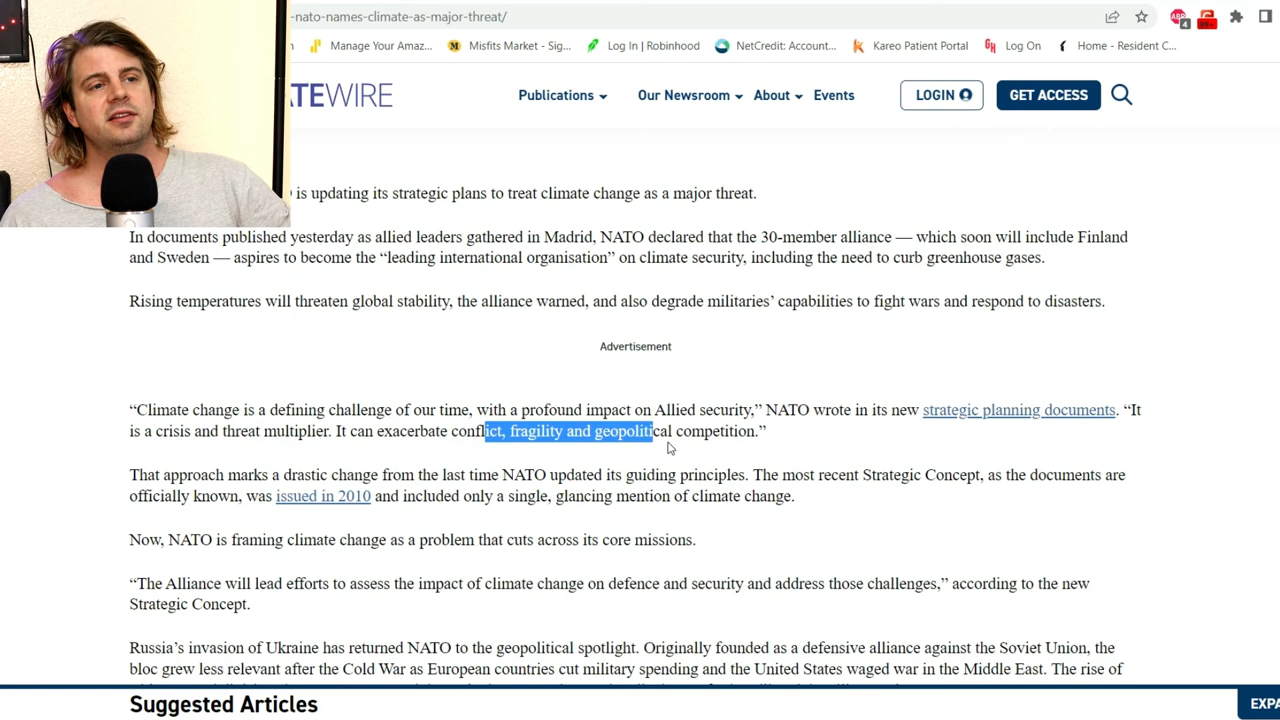 -nato-names-climate-as-major-threat/
Manage Your Amaz... Misfits Market - Sig... Log In | Robinhood NetCredit: Account... Kareo Patient Portal Log On Home - Resident C...
ATEWIRE Publications Our Newsroom About Events LOGIN GET ACCESS
is updating its strategic plans to treat climate change as a major threat.
In documents published yesterday as allied leaders gathered in Madrid, NATO declared that the 30-member alliance — which soon will include Finland
and Sweden — aspires to become the “leading international organisation” on climate security, including the need to curb greenhouse gases.
Rising temperatures will threaten global stability, the alliance warned, and also degrade militaries’ capabilities to fight wars and respond to disasters.
Advertisement
“Climate change is a defining challenge of our time, with a profound impact on Allied security,” NATO wrote in its new strategic planning documents. “It
is a crisis and threat multiplier. It can exacerbate conflict, fragility and geopolitical competition.”
That approach marks a drastic change from the last time NATO updated its guiding principles. The most recent Strategic Concept, as the documents are
officially known, was issued in 2010 and included only a single, glancing mention of climate change.
Now, NATO is framing climate change as a problem that cuts across its core missions.
“The Alliance will lead efforts to assess the impact of climate change on defence and security and address those challenges,” according to the new
Strategic Concept.
Russia’s invasion of Ukraine has returned NATO to the geopolitical spotlight. Originally founded as a defensive alliance against the Soviet Union, the
bloc grew less relevant after the Cold War as European countries cut military spending and the United States waged war in the Middle East. The rise of
Suggested Articles EXPA